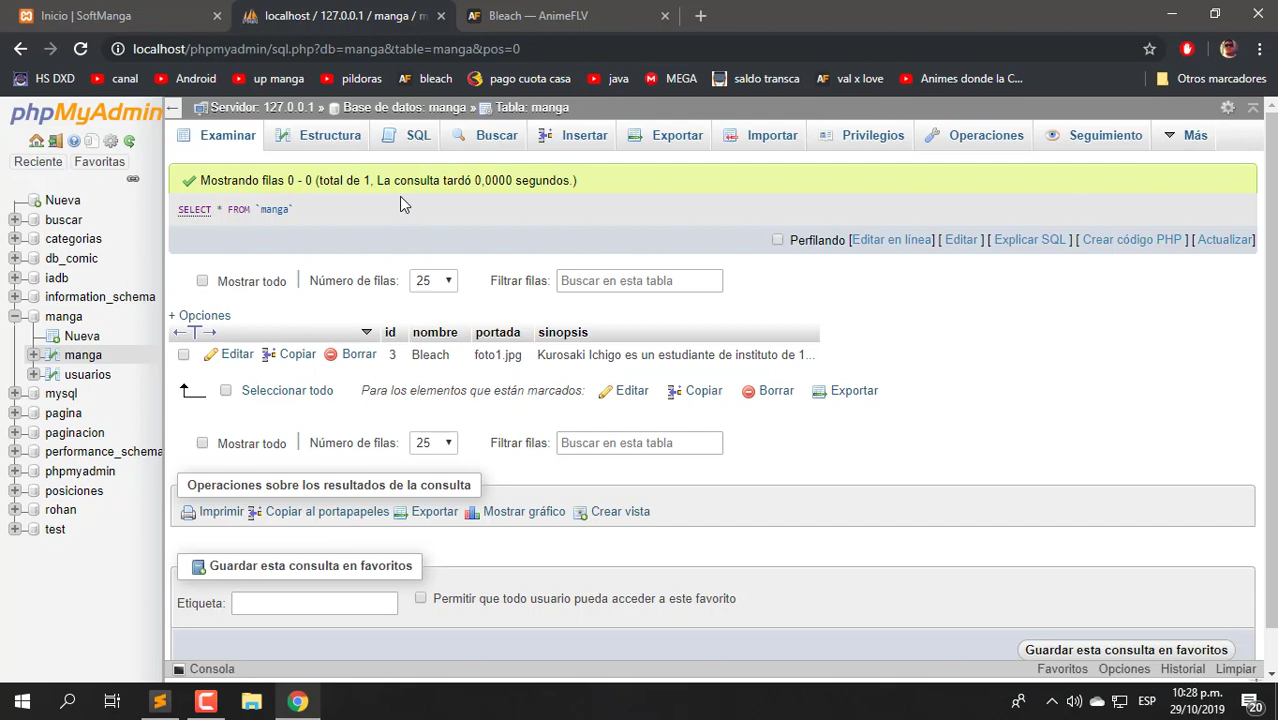 Inicio | SoftManga
localhost / 127.0.0.1 / manga / m
Bleach — AnimeFLV
localhost/phpmyadmin/sql.php?db=manga&table=manga&pos=0
HS DXD
canal
Android
up manga
pildoras
bleach
pago cuota casa
java
MEGA
saldo transca
val x love
Animes donde la C...
Otros marcadores
phpMyAdmin
Servidor: 127.0.0.1 » Base de datos: manga » Tabla: manga
Examinar
Estructura
SQL
Buscar
Insertar
Exportar
Importar
Privilegios
Operaciones
Seguimiento
Más
Reciente
Favoritas
Nueva
buscar
categorias
db_comic
iadb
information_schema
manga
Nueva
manga
usuarios
mysql
pagina
paginacion
performance_schema
phpmyadmin
posiciones
rohan
test
Mostrando filas 0 - 0 (total de 1, La consulta tardó 0,0000 segundos.)
SELECT * FROM `manga`
Perfilando [Editar en línea] [ Editar ] [ Explicar SQL ] [ Crear código PHP ] [ Actualizar]
Mostrar todo | Número de filas: 25 Filtrar filas: Buscar en esta tabla
+ Opciones
←T→ id nombre portada sinopsis
Editar Copiar Borrar 3 Bleach foto1.jpg Kurosaki Ichigo es un estudiante de instituto de 1...
Seleccionar todo Para los elementos que están marcados: Editar Copiar Borrar Exportar
Mostrar todo | Número de filas: 25 Filtrar filas: Buscar en esta tabla
Operaciones sobre los resultados de la consulta
Imprimir Copiar al portapapeles Exportar Mostrar gráfico Crear vista
Guardar esta consulta en favoritos
Etiqueta: Permitir que todo usuario pueda acceder a este favorito
Guardar esta consulta en favoritos
Consola
Favoritos Opciones Historial Limpiar
ESP
10:28 p.m.
29/10/2019
20